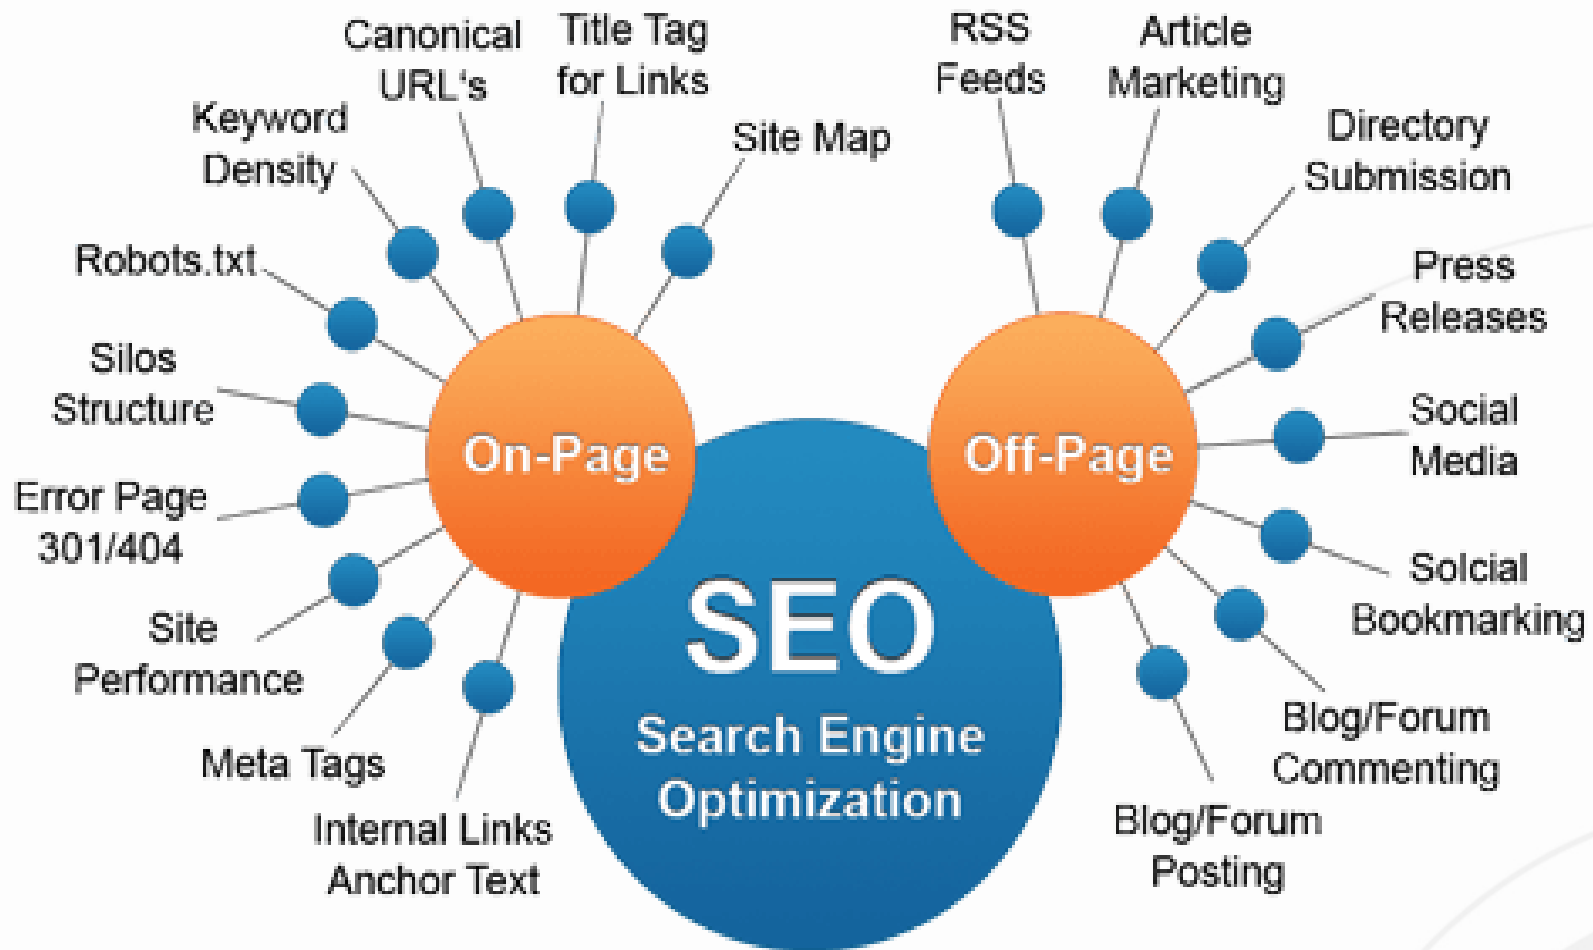 Canonical
URL's
Title Tag
for Links
Keyword
Density
Site Map
Robots.txt
Silos
Structure
Error Page
301/404
Site
Performance
Meta Tags
Internal Links
Anchor Text
On-Page
SEO
Search Engine
Optimization
Off-Page
RSS
Feeds
Article
Marketing
Directory
Submission
Press
Releases
Social
Media
Solcial
Bookmarking
Blog/Forum
Commenting
Blog/Forum
Posting